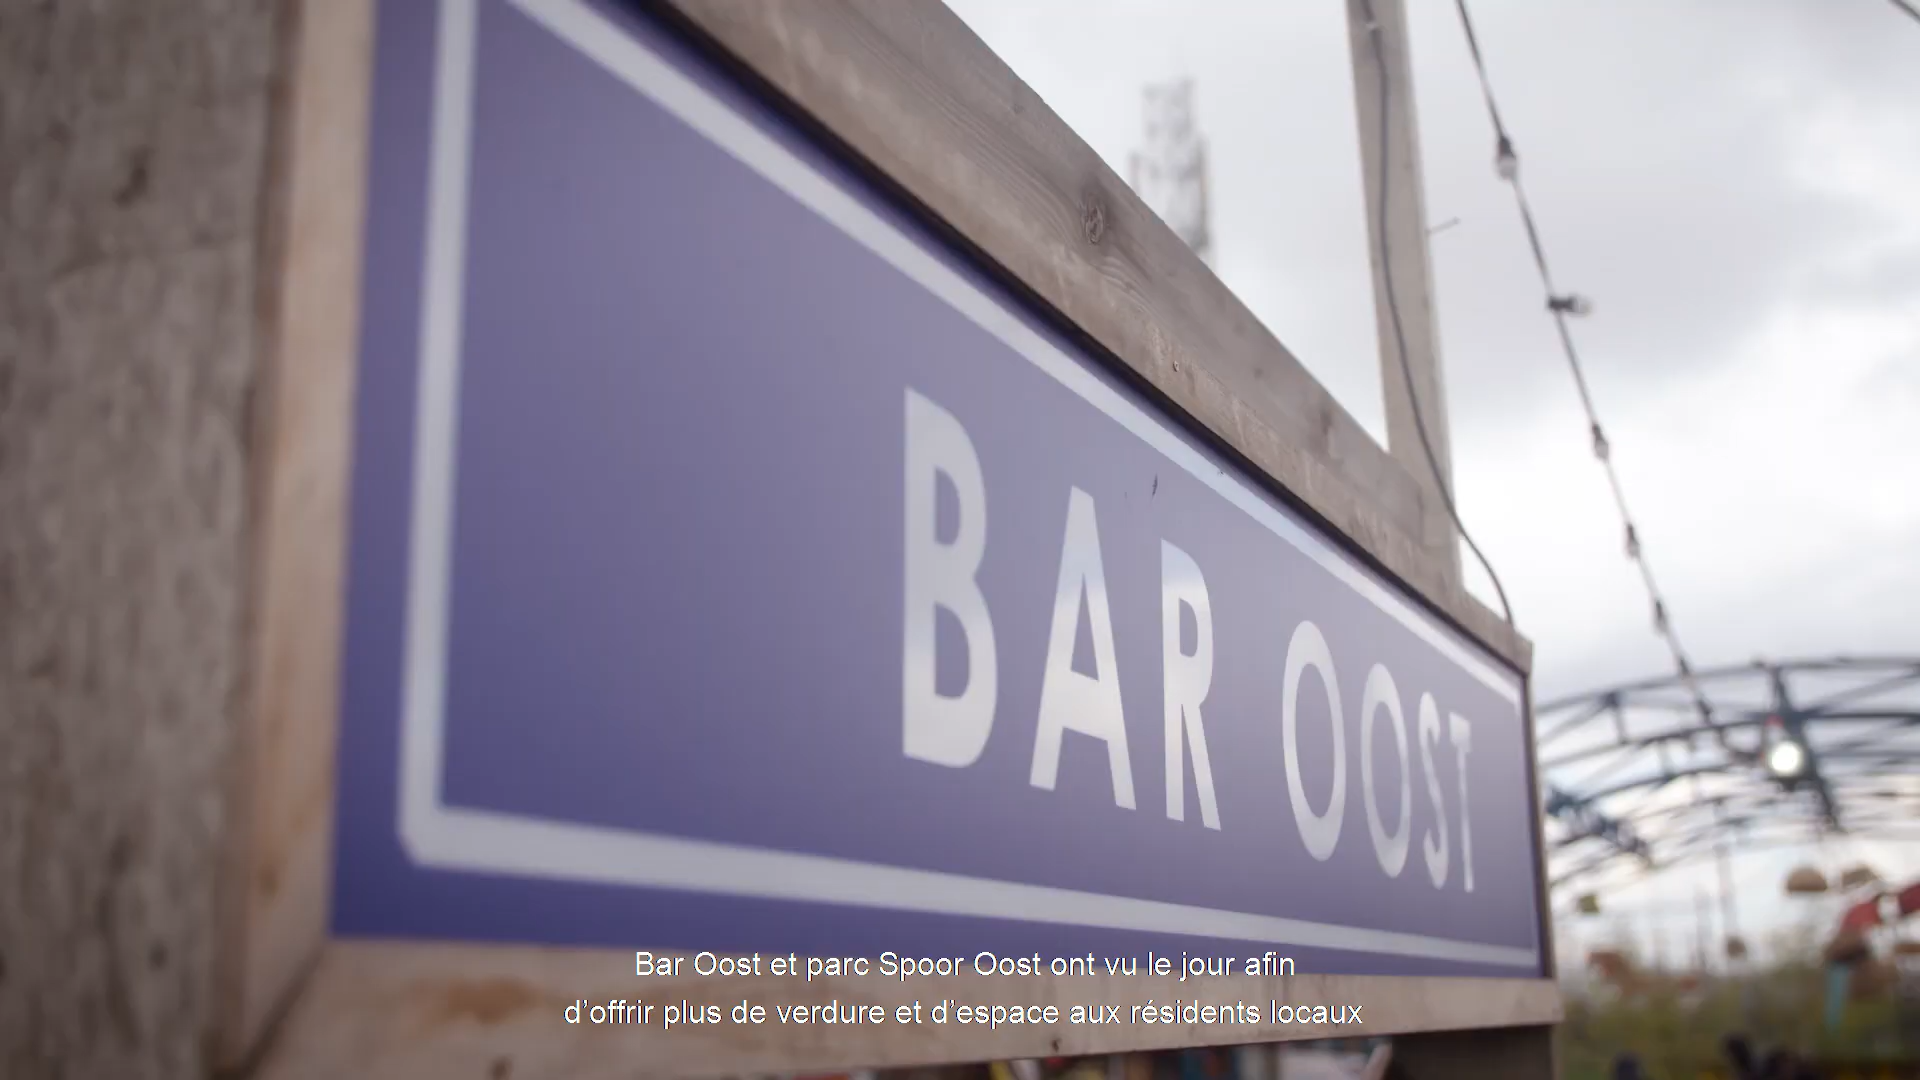 BAR OOST
Bar Oost et parc Spoor Oost ont vu le jour afin
d’offrir plus de verdure et d’espace aux résidents locaux